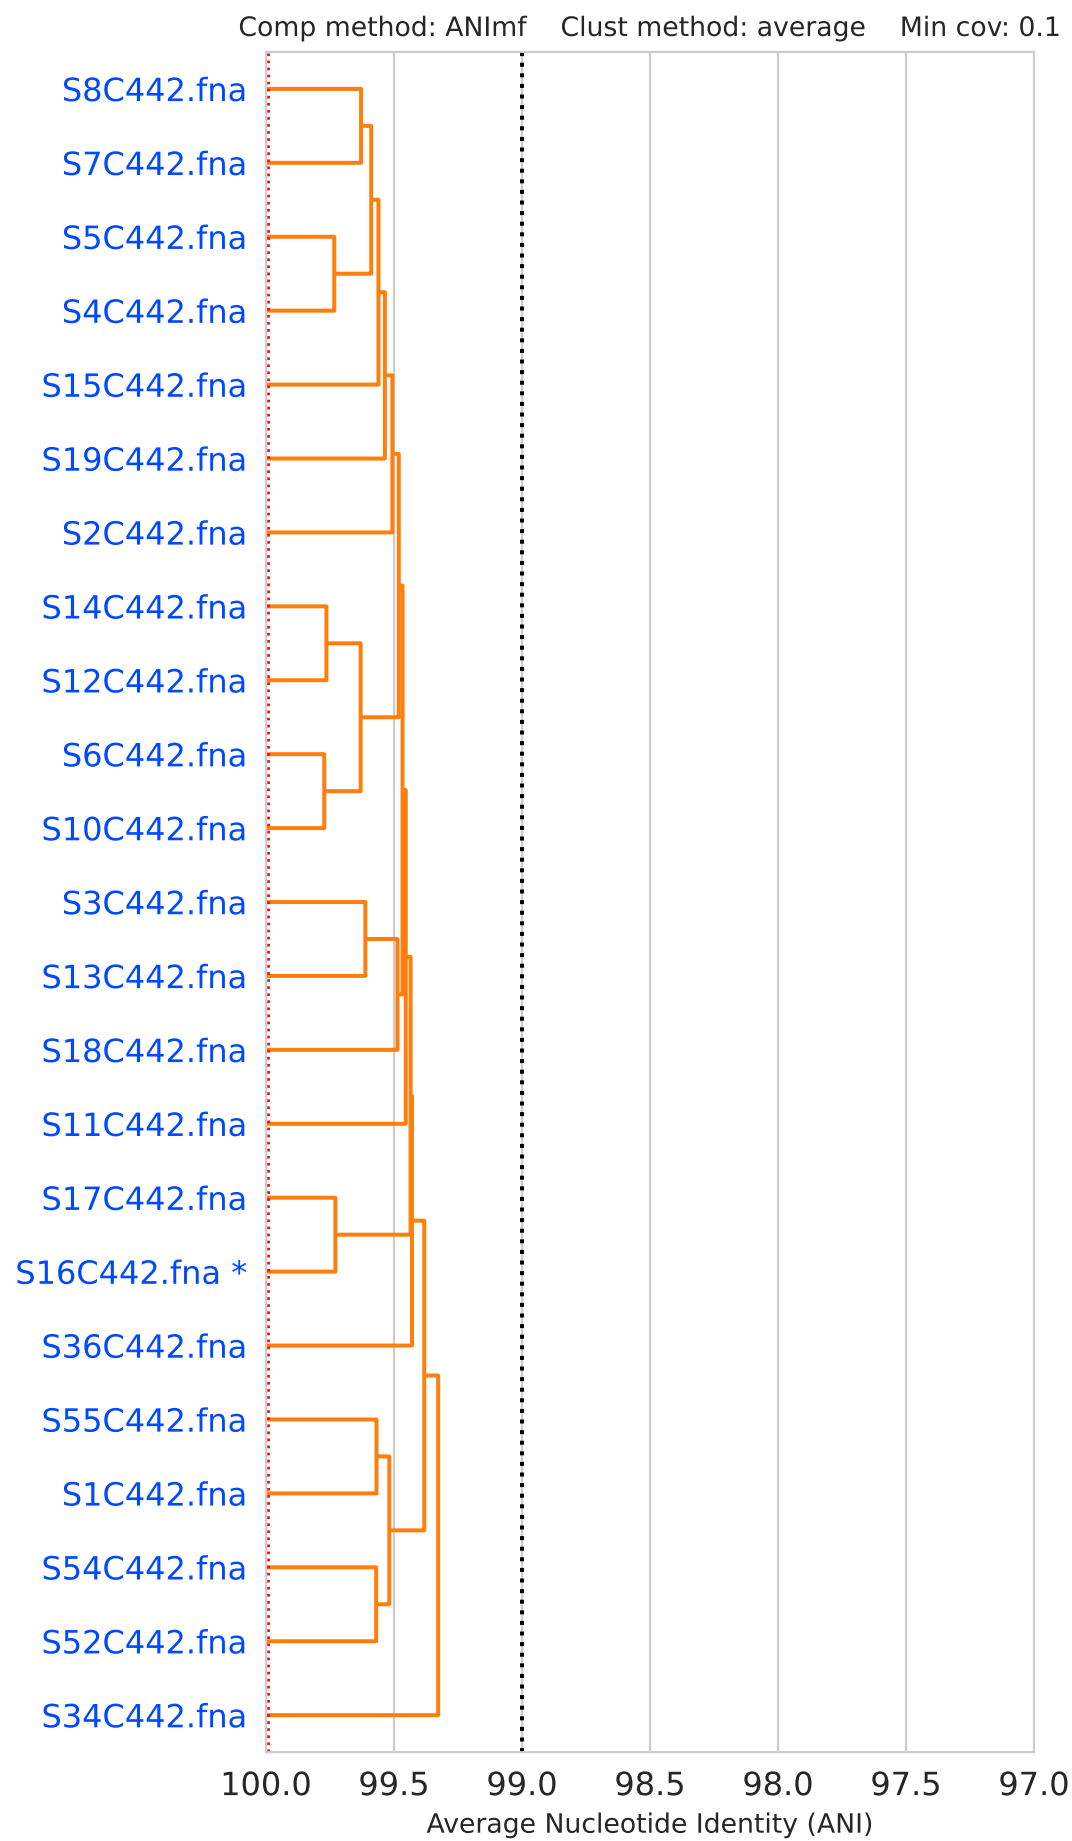 Comp method: ANImf    Clust method: average    Min cov: 0.1
S8C442.fna
S7C442.fna
S5C442.fna
S4C442.fna
S15C442.fna
S19C442.fna
S2C442.fna
S14C442.fna
S12C442.fna
S6C442.fna
S10C442.fna
S3C442.fna
S13C442.fna
S18C442.fna
S11C442.fna
S17C442.fna
S16C442.fna *
S36C442.fna
S55C442.fna
S1C442.fna
S54C442.fna
S52C442.fna
S34C442.fna
100.0 99.5 99.0 98.5 98.0 97.5 97.0
Average Nucleotide Identity (ANI)